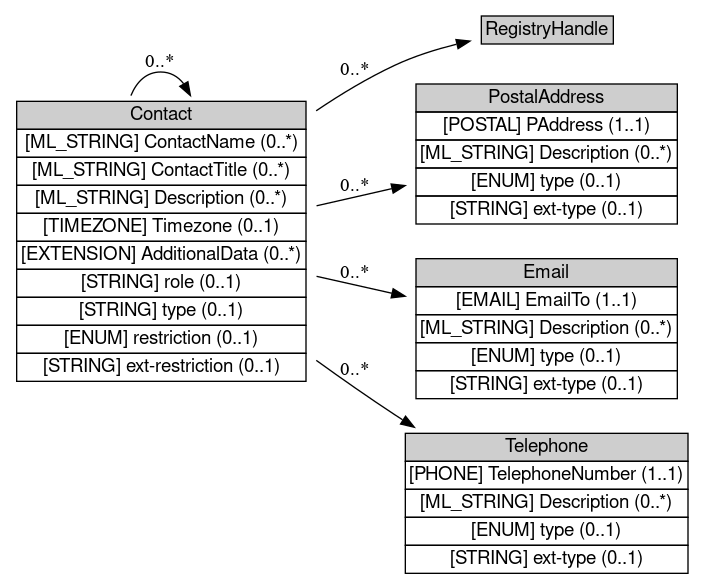 0..*
Contact
[ML_STRING] ContactName (0..*)
[ML_STRING] ContactTitle (0..*)
[ML_STRING] Description (0..*)
[TIMEZONE] Timezone (0..1)
[EXTENSION] AdditionalData (0..*)
[STRING] role (0..1)
[STRING] type (0..1)
[ENUM] restriction (0..1)
[STRING] ext-restriction (0..1)
0..*
RegistryHandle
0..*
PostalAddress
[POSTAL] PAddress (1..1)
[ML_STRING] Description (0..*)
[ENUM] type (0..1)
[STRING] ext-type (0..1)
0..*
Email
[EMAIL] EmailTo (1..1)
[ML_STRING] Description (0..*)
[ENUM] type (0..1)
[STRING] ext-type (0..1)
0..*
Telephone
[PHONE] TelephoneNumber (1..1)
[ML_STRING] Description (0..*)
[ENUM] type (0..1)
[STRING] ext-type (0..1)